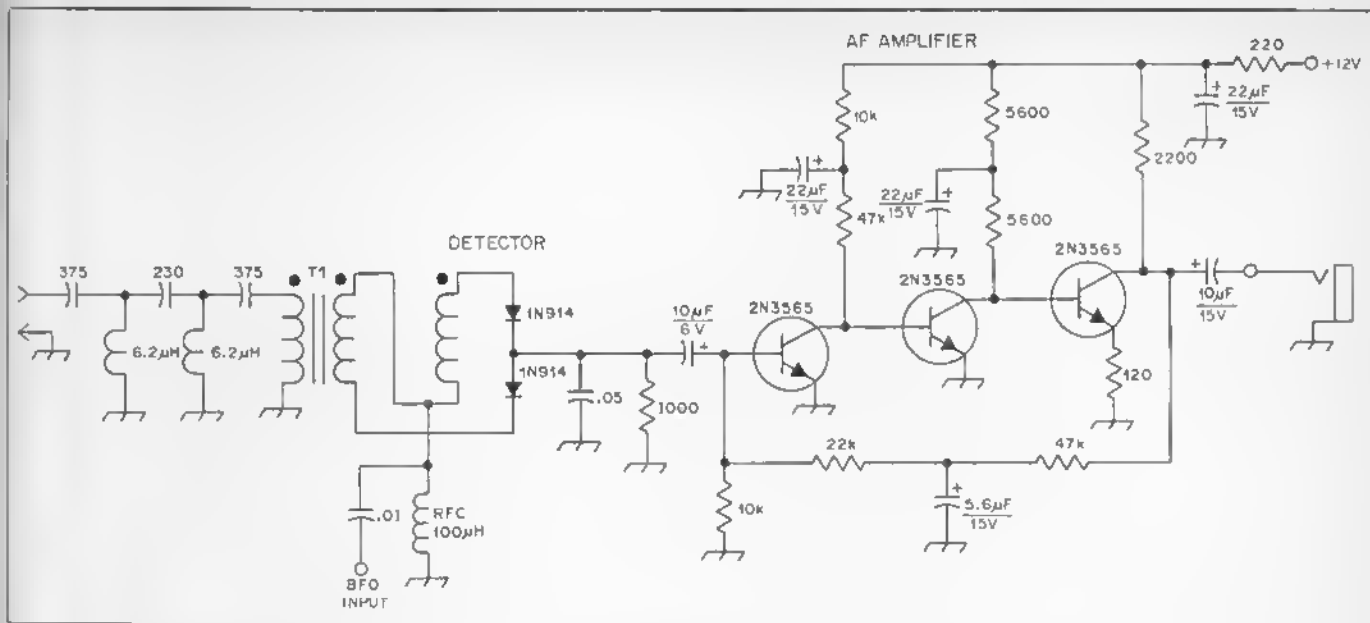 AF AMPLIFIER
220
+12V
+
22µF
15V
10k
5600
2200
+
22µF
15V
+
22µF
15V
47k
5600
DETECTOR
2N3565
375
230
375
T1
1N914
10µF
6V
+
2N3565
2N3565
+
10µF
15V
6.2µH
6.2µH
1N914
.05
1000
120
22k
47k
10k
+
5.6µF
15V
.01
RFC
100µH
BFO
INPUT